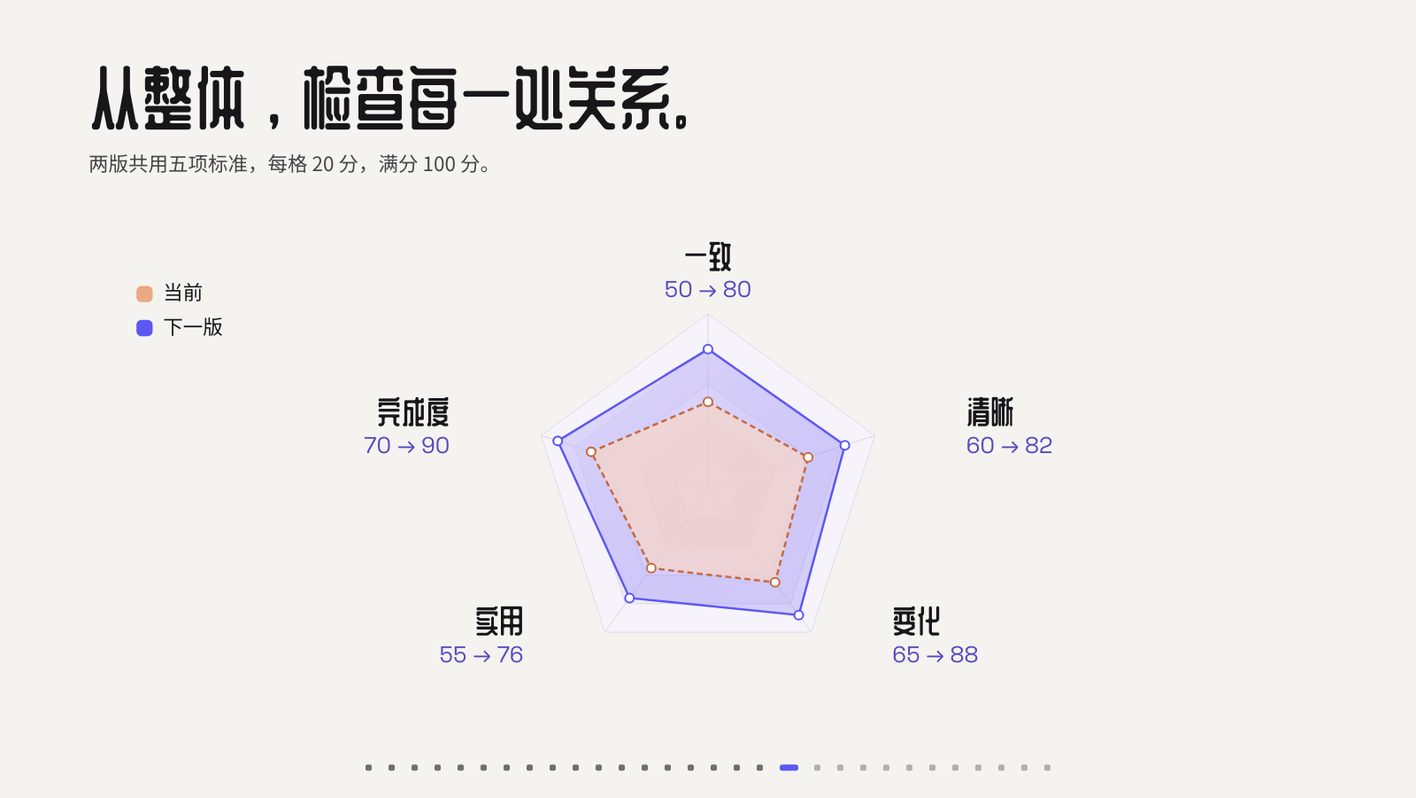 从整体，检查每一处关系。
两版共用五项标准，每格 20 分，满分 100 分。
当前
下一版
一致
50 → 80
完成度
70 → 90
清晰
60 → 82
实用
55 → 76
变化
65 → 88